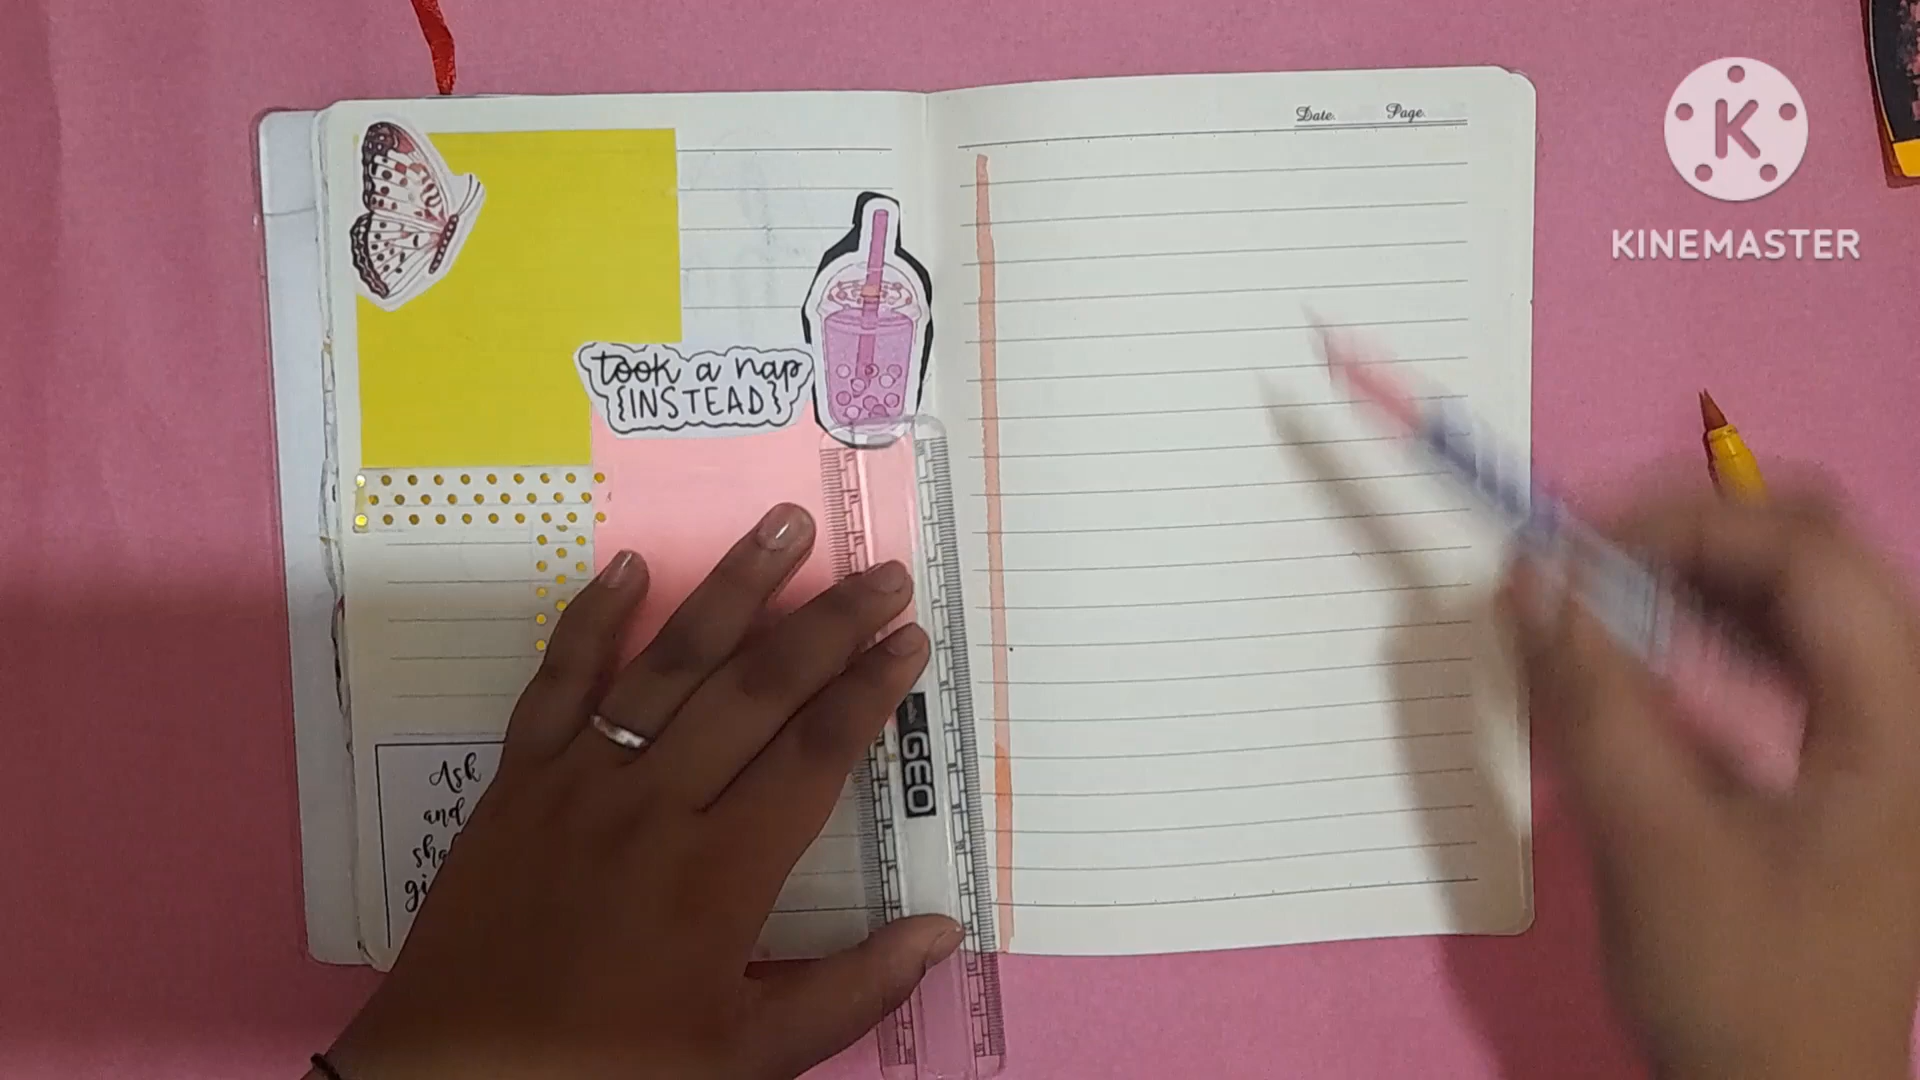 Date. Page.
K
KINEMASTER
took a nap
{INSTEAD}
GEO
Ask
and